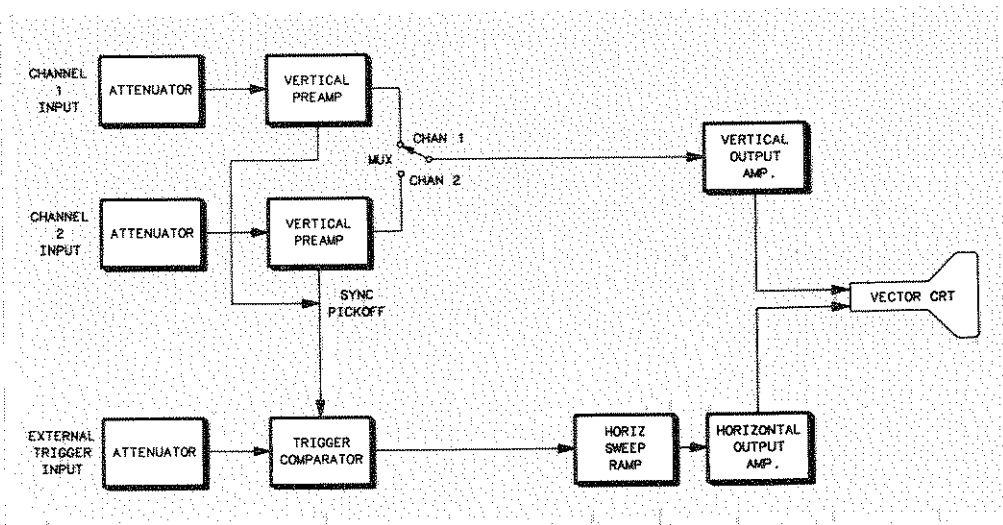 CHANNEL
1
INPUT
ATTENUATOR
VERTICAL
PREAMP
CHAN 1
MUX
CHAN 2
VERTICAL
OUTPUT
AMP.
CHANNEL
2
INPUT
ATTENUATOR
VERTICAL
PREAMP
SYNC
PICKOFF
VECTOR CRT
EXTERNAL
TRIGGER
INPUT
ATTENUATOR
TRIGGER
COMPARATOR
HORIZ
SWEEP
RAMP
HORIZONTAL
OUTPUT
AMP.